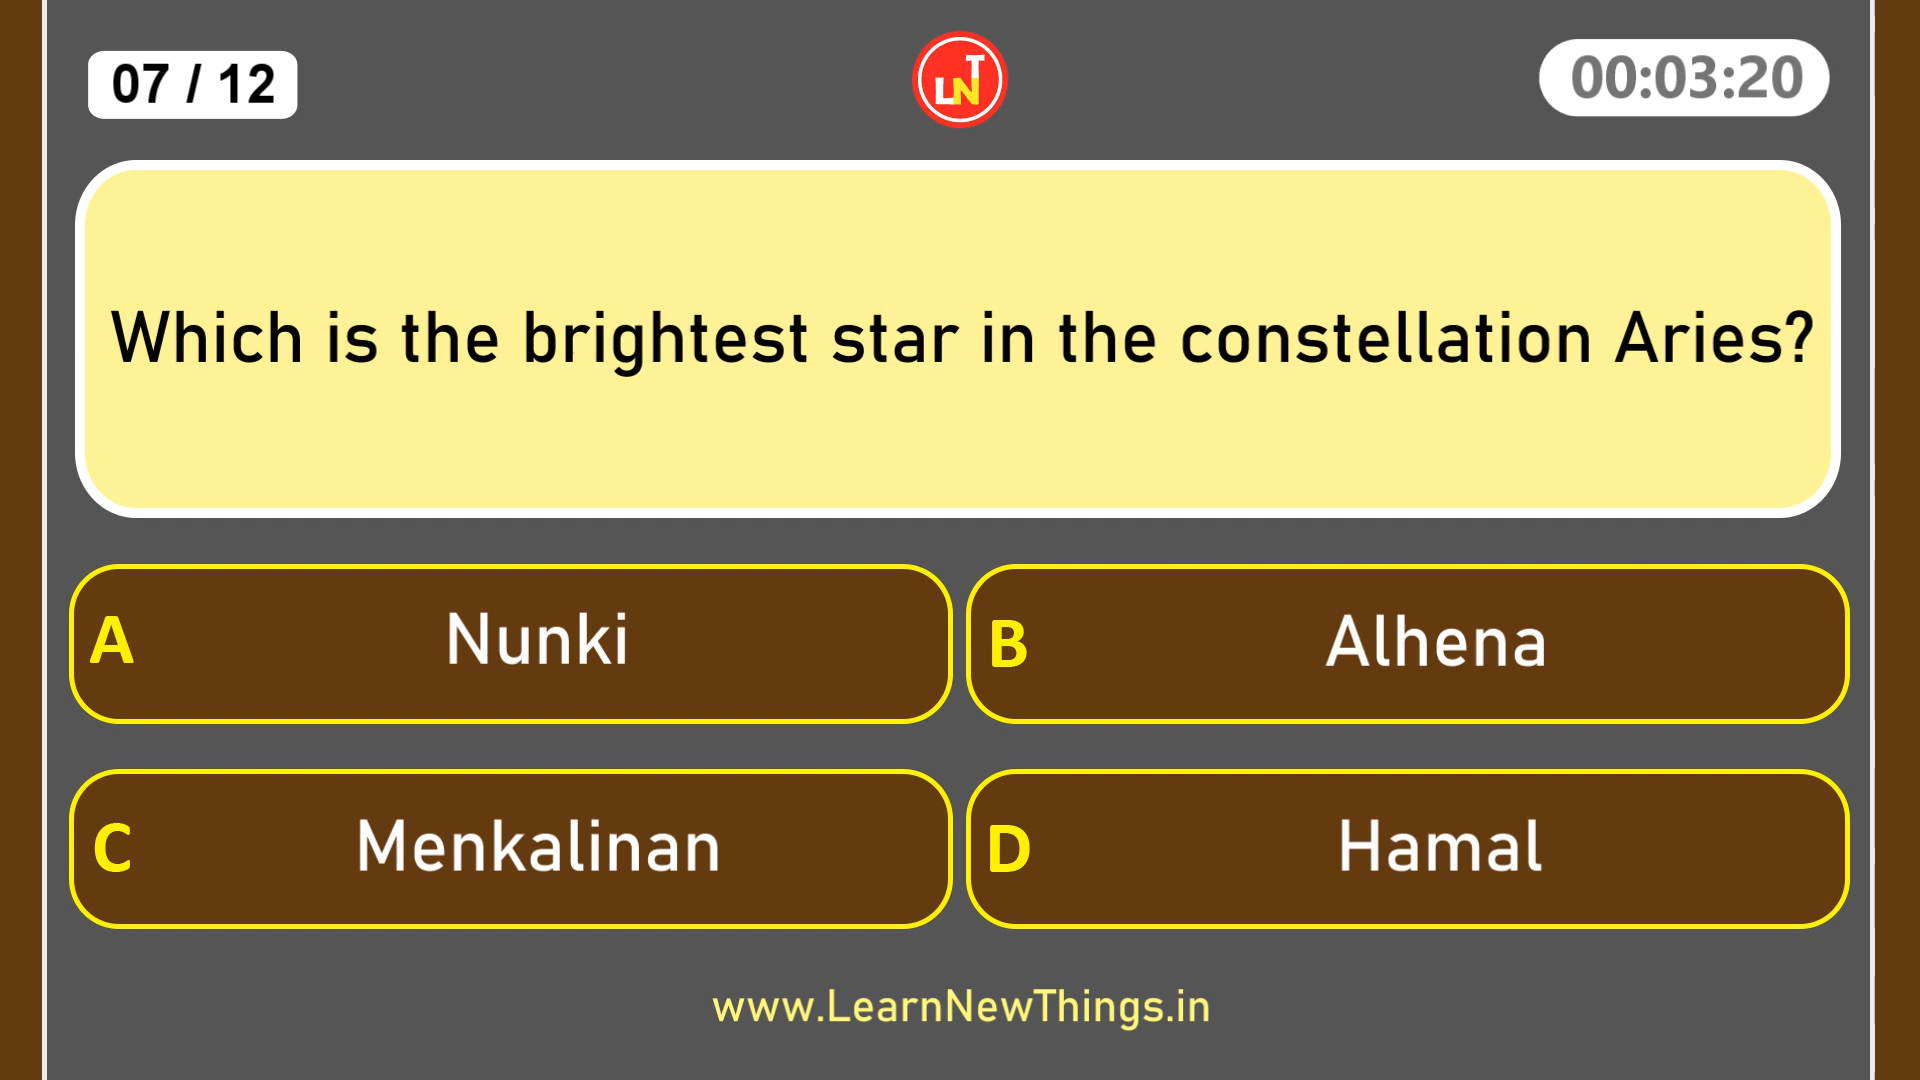 07 / 12
LNT
00:03:20
Which is the brightest star in the constellation Aries?
A Nunki
B Alhena
C Menkalinan
D Hamal
www.LearnNewThings.in